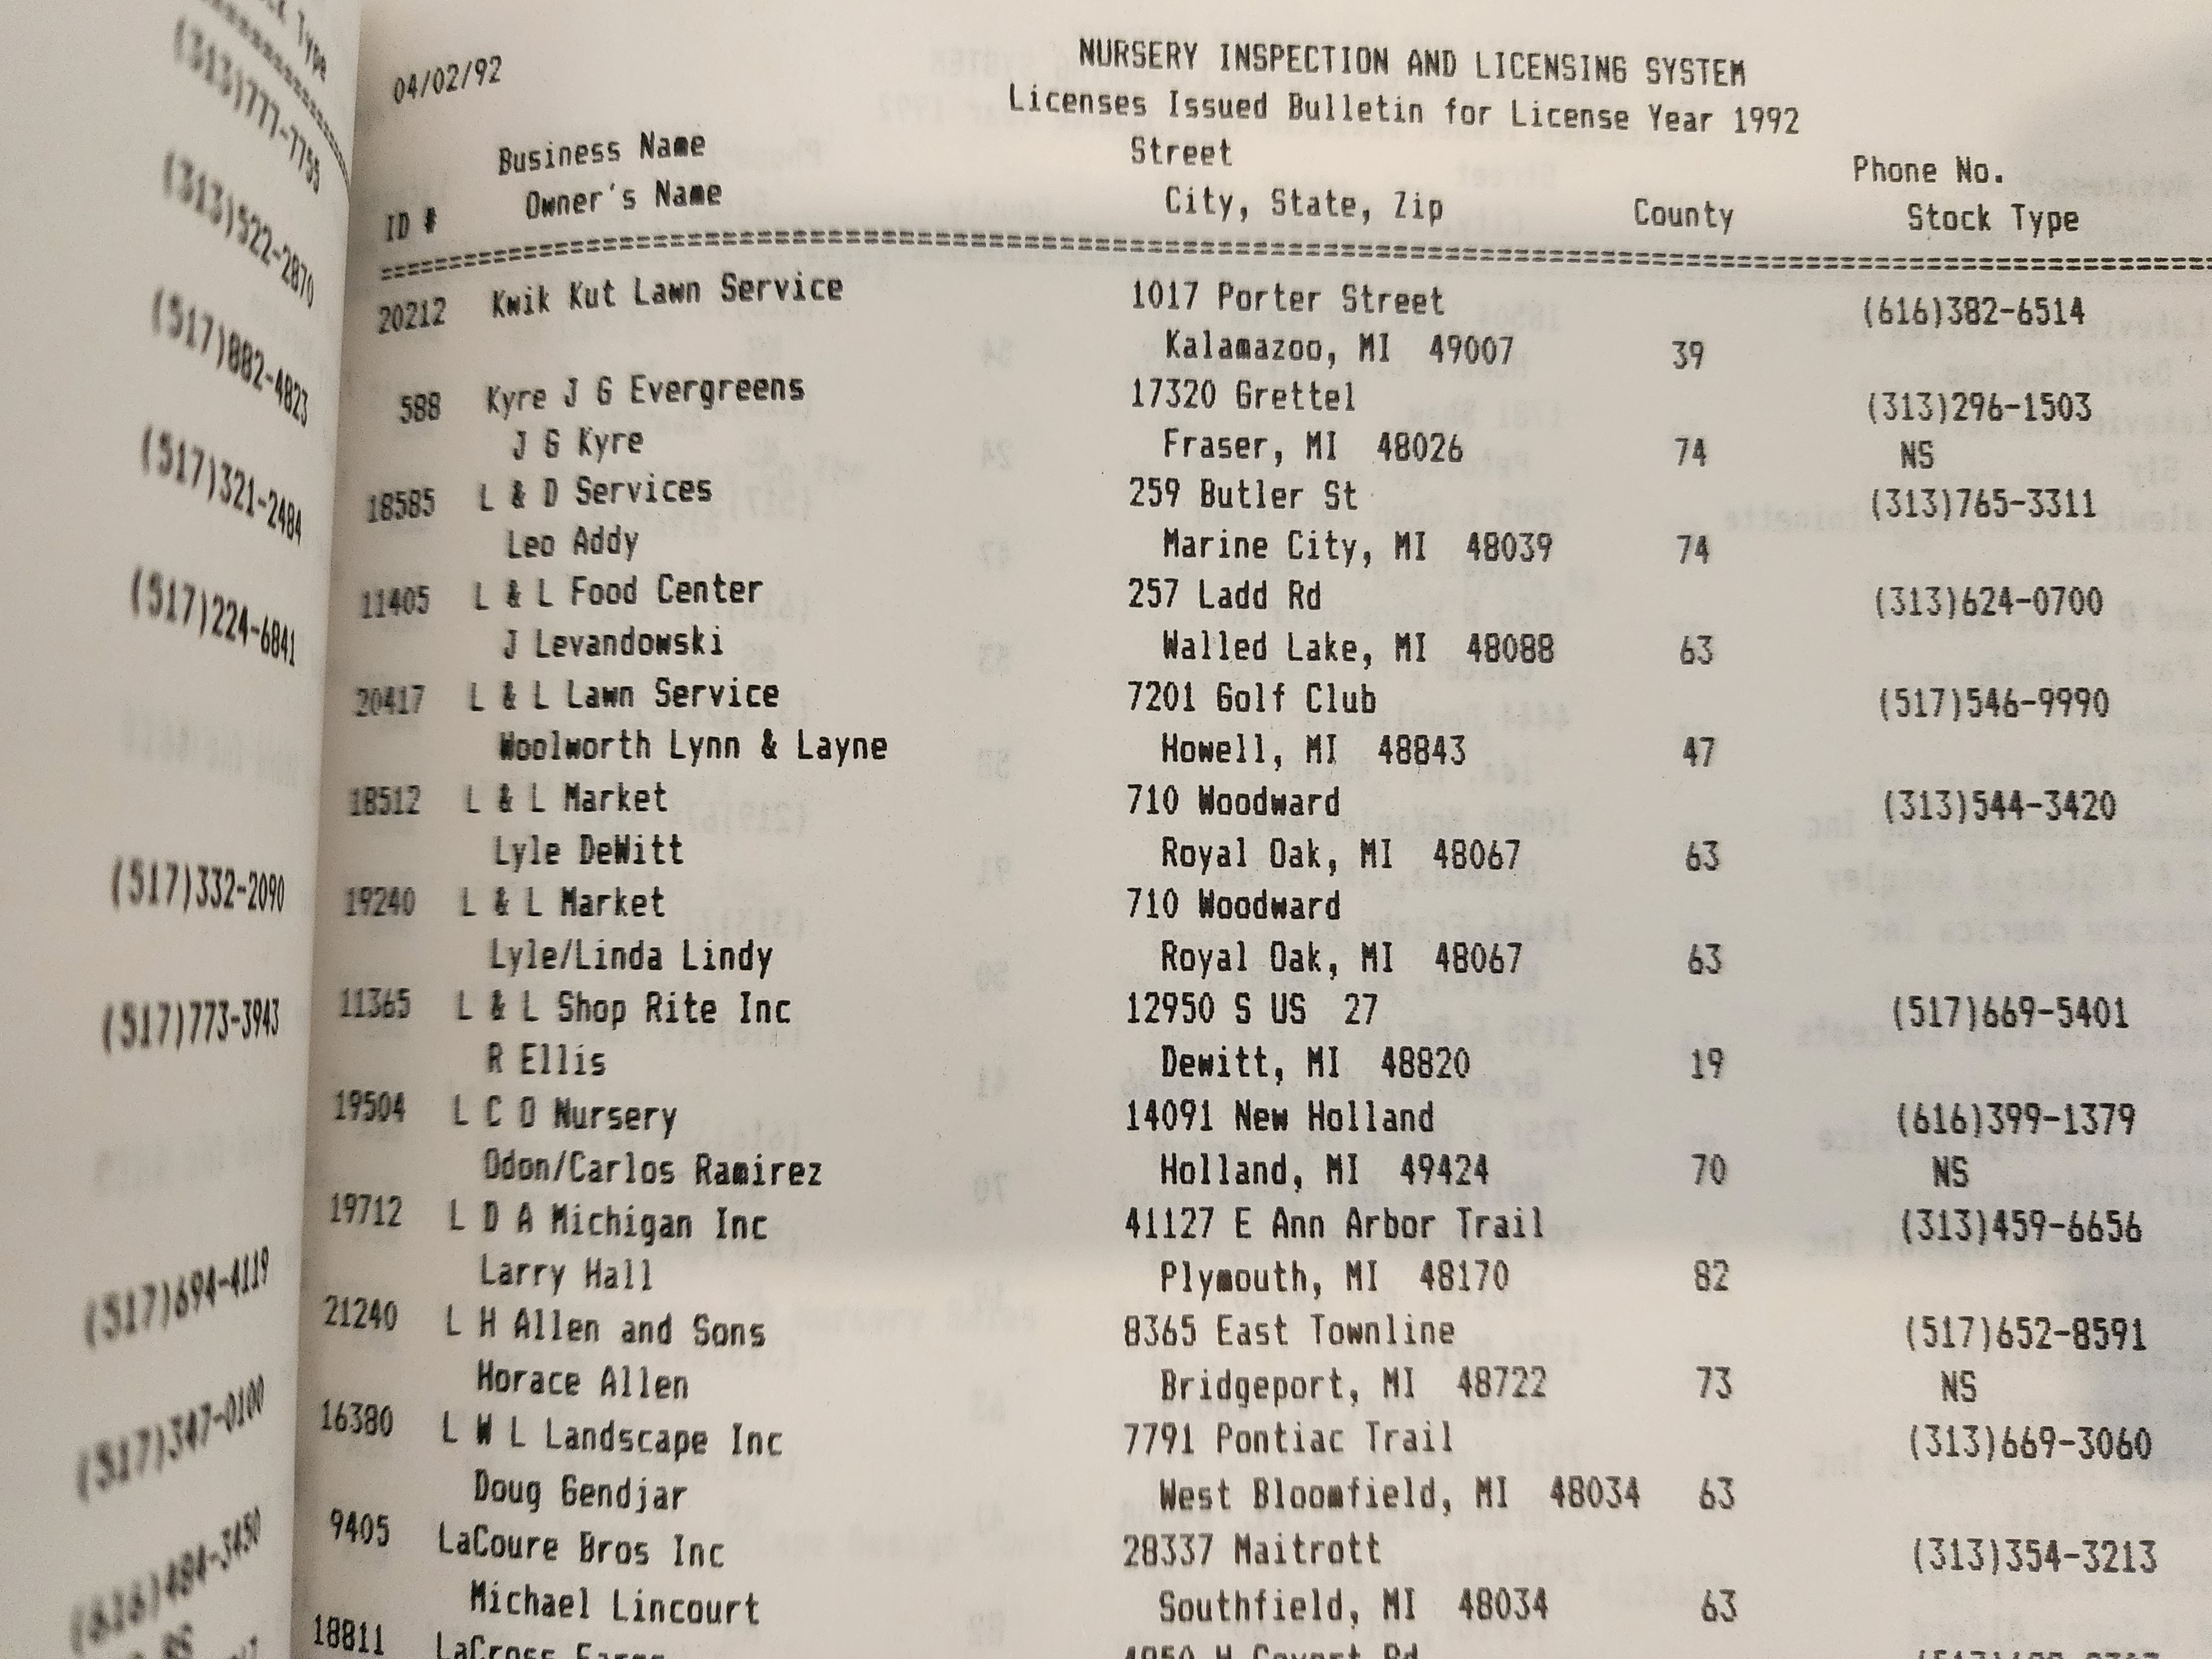 ck Type
(313)777-7755
(313)522-2870
(517)882-4823
(517)321-2484
(517)224-6841
(517)332-2090
(517)773-3943
(517)694-4119
(517)347-0100
(616)484-3450
04/02/92
NURSERY INSPECTION AND LICENSING SYSTEM
Licenses Issued Bulletin for License Year 1992
Business Name Street Phone No.
ID # Owner's Name City, State, Zip County Stock Type
20212 Kwik Kut Lawn Service 1017 Porter Street (616)382-6514
Kalamazoo, MI 49007 39
588 Kyre J G Evergreens 17320 Grettel (313)296-1503
J G Kyre Fraser, MI 48026 74 NS
18585 L & D Services 259 Butler St (313)765-3311
Leo Addy Marine City, MI 48039 74
11405 L & L Food Center 257 Ladd Rd (313)624-0700
J Levandowski Walled Lake, MI 48088 63
20417 L & L Lawn Service 7201 Golf Club (517)546-9990
Woolworth Lynn & Layne Howell, MI 48843 47
18512 L & L Market 710 Woodward (313)544-3420
Lyle DeWitt Royal Oak, MI 48067 63
19240 L & L Market 710 Woodward
Lyle/Linda Lindy Royal Oak, MI 48067 63
11365 L & L Shop Rite Inc 12950 S US 27 (517)669-5401
R Ellis Dewitt, MI 48820 19
19504 L C O Nursery 14091 New Holland (616)399-1379
Odon/Carlos Ramirez Holland, MI 49424 70 NS
19712 L D A Michigan Inc 41127 E Ann Arbor Trail (313)459-6656
Larry Hall Plymouth, MI 48170 82
21240 L H Allen and Sons 8365 East Townline (517)652-8591
Horace Allen Bridgeport, MI 48722 73 NS
16380 L W L Landscape Inc 7791 Pontiac Trail (313)669-3060
Doug Gendjar West Bloomfield, MI 48034 63
9405 LaCoure Bros Inc 28337 Maitrott (313)354-3213
Michael Lincourt Southfield, MI 48034 63
18811 LaCross Farms 4950 W Covert Rd